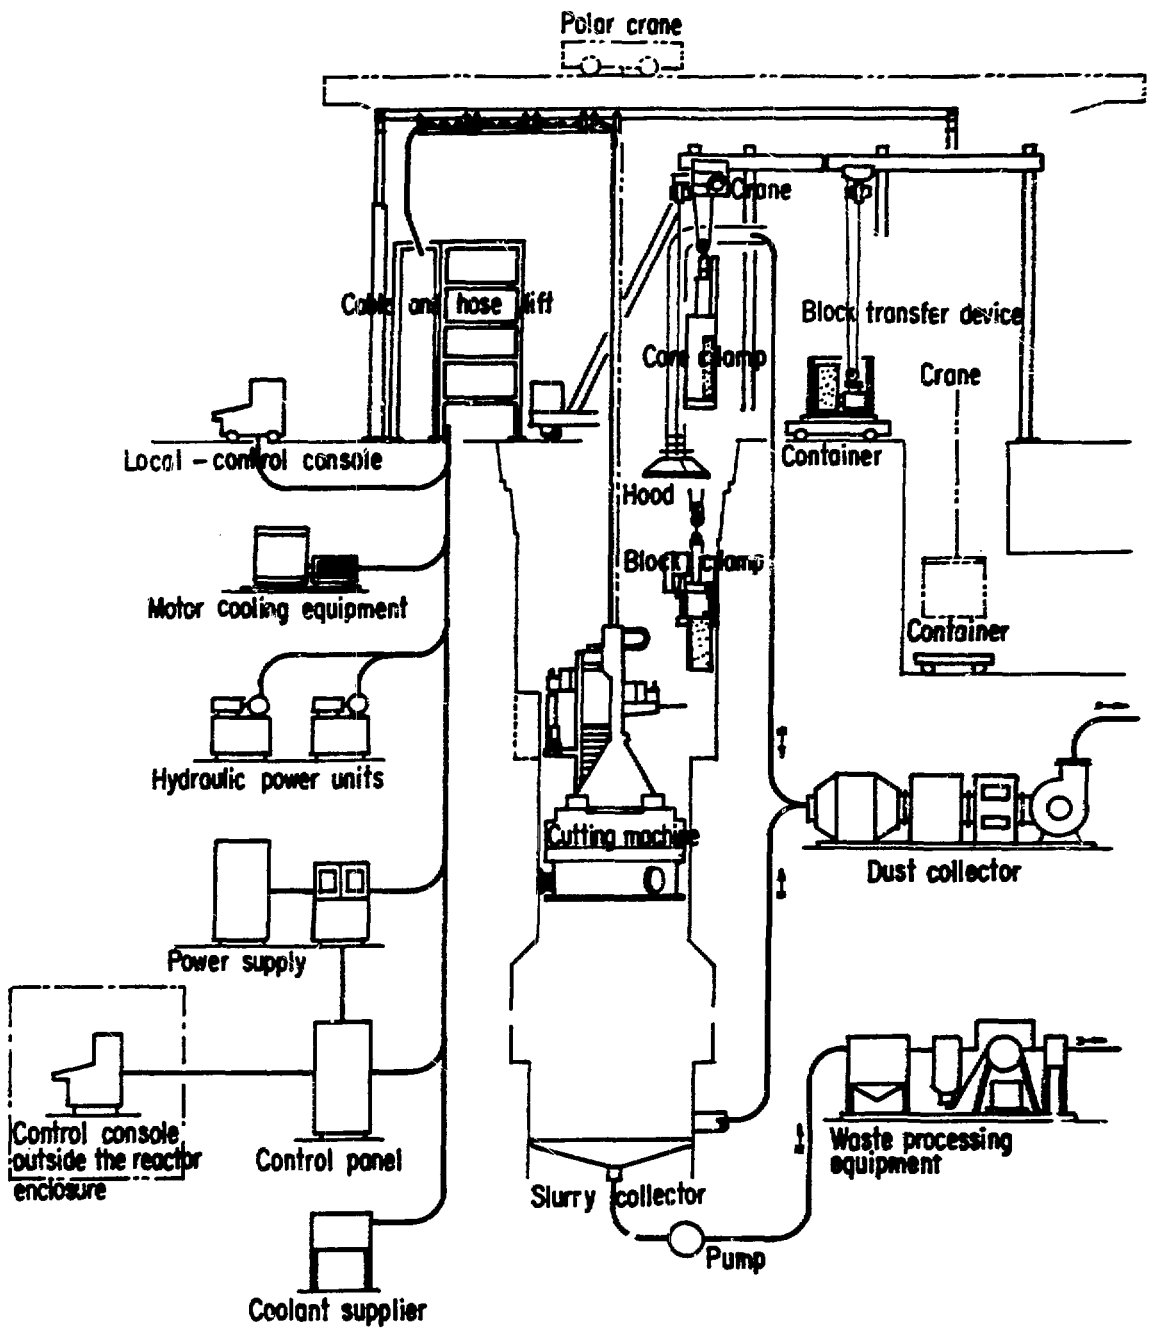 Polar crane
Crane
Cable and hose lift
Block transfer device
Core clamp
Crane
Local-control console
Container
Hood
Block clamp
Motor cooling equipment
Container
Hydraulic power units
Cutting machine
Dust collector
Power supply
Control console
outside the reactor
enclosure
Control panel
Waste processing
equipment
Slurry collector
Pump
Coolant supplier